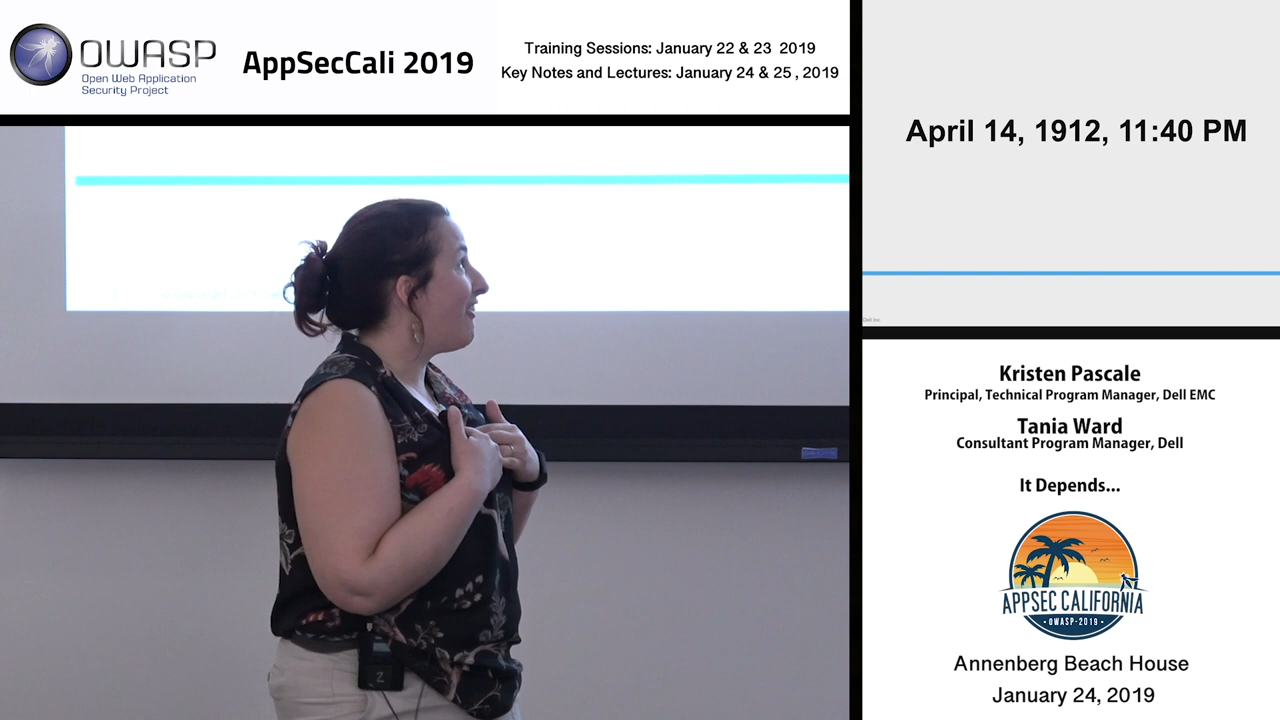 OWASP
Open Web Application
Security Project
AppSecCali 2019
Training Sessions: January 22 & 23 2019
Key Notes and Lectures: January 24 & 25 , 2019
April 14, 1912, 11:40 PM
Dell Inc.
Kristen Pascale
Principal, Technical Program Manager, Dell EMC
Tania Ward
Consultant Program Manager, Dell
It Depends...
APPSEC CALIFORNIA
• OWASP-2019 •
Annenberg Beach House
January 24, 2019
Z